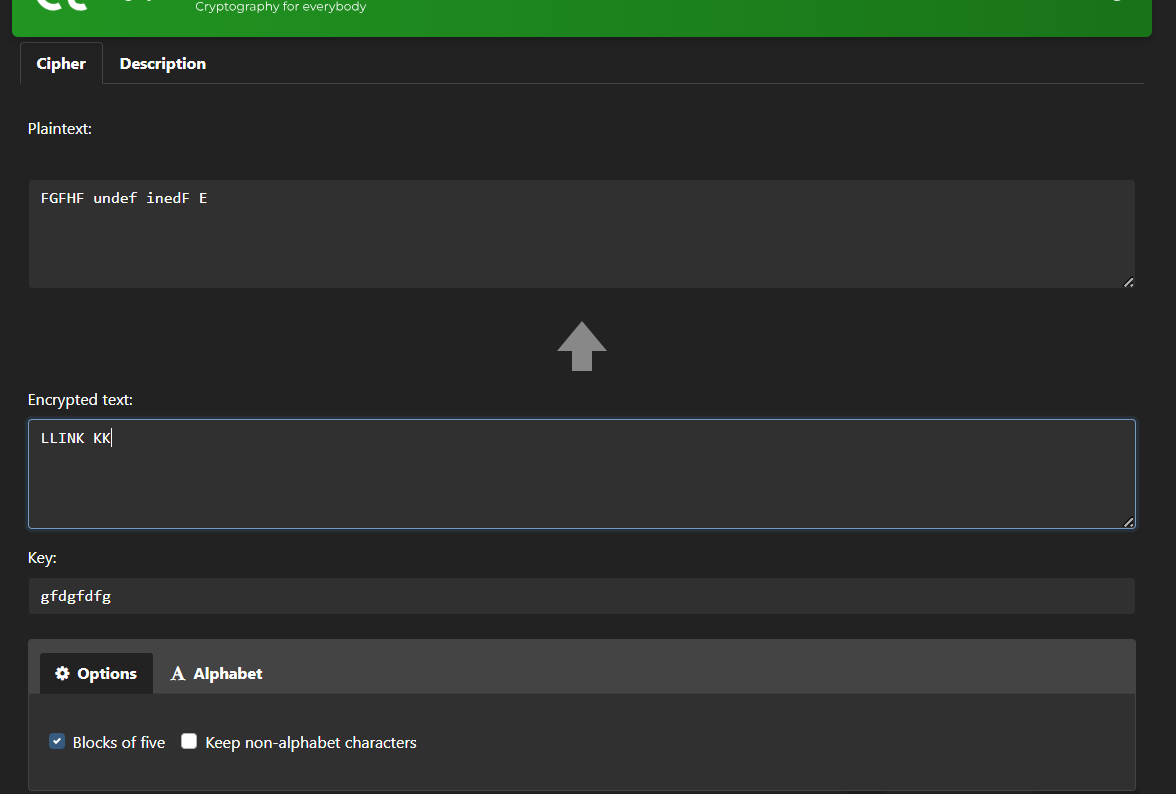 Cryptography for everybody
Cipher Description
Plaintext:
FGFHF undef inedF E
Encrypted text:
LLINK KK
Key:
gfdgfdfg
Options Alphabet
Blocks of five Keep non-alphabet characters